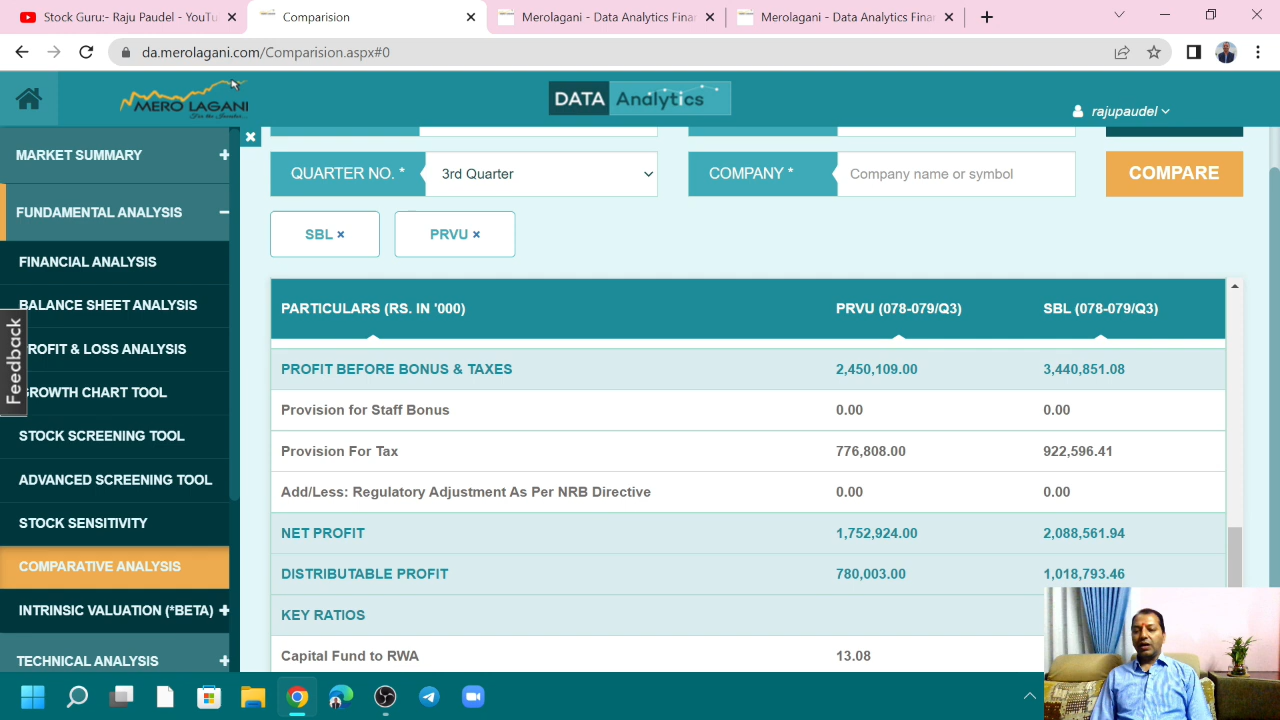 Stock Guru:- Raju Paudel - YouTu
Comparision
Merolagani - Data Analytics Finan
Merolagani - Data Analytics Finan
da.merolagani.com/Comparision.aspx#0
MERO LAGANI
For the Investor...
DATA Analytics
rajupaudel
MARKET SUMMARY
FUNDAMENTAL ANALYSIS
FINANCIAL ANALYSIS
BALANCE SHEET ANALYSIS
ROFIT & LOSS ANALYSIS
ROWTH CHART TOOL
STOCK SCREENING TOOL
ADVANCED SCREENING TOOL
STOCK SENSITIVITY
COMPARATIVE ANALYSIS
INTRINSIC VALUATION (*BETA)
TECHNICAL ANALYSIS
Feedback
QUARTER NO. * 3rd Quarter COMPANY * Company name or symbol COMPARE
SBL × PRVU ×
PARTICULARS (RS. IN '000) PRVU (078-079/Q3) SBL (078-079/Q3)
PROFIT BEFORE BONUS & TAXES 2,450,109.00 3,440,851.08
Provision for Staff Bonus 0.00 0.00
Provision For Tax 776,808.00 922,596.41
Add/Less: Regulatory Adjustment As Per NRB Directive 0.00 0.00
NET PROFIT 1,752,924.00 2,088,561.94
DISTRIBUTABLE PROFIT 780,003.00 1,018,793.46
KEY RATIOS
Capital Fund to RWA 13.08